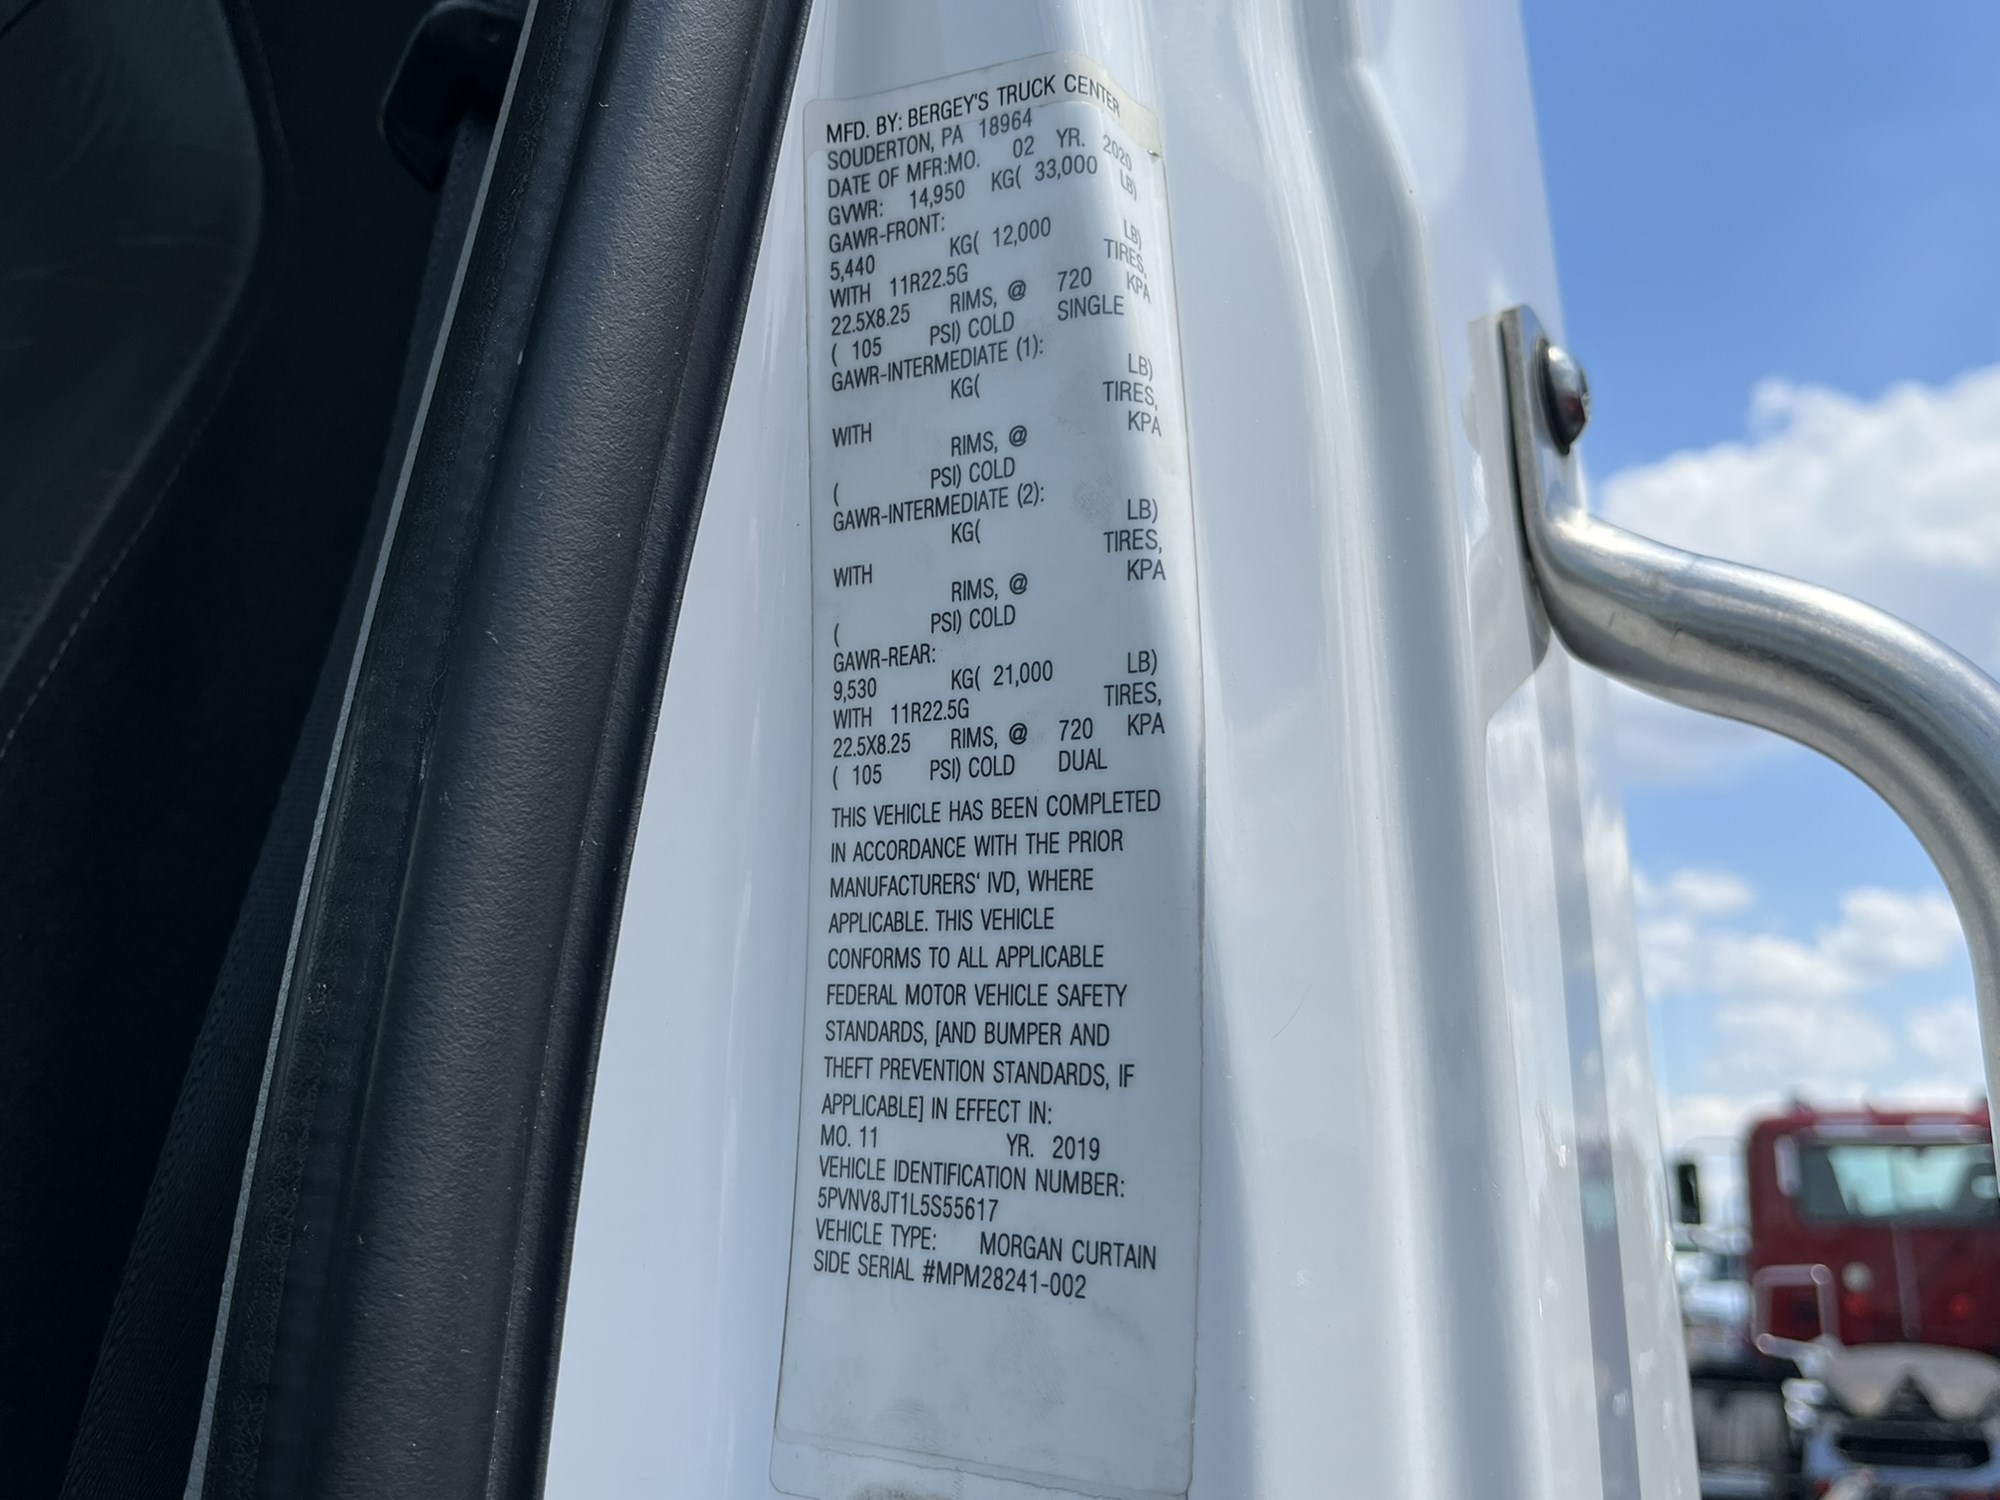 MFD. BY: BERGEY'S TRUCK CENTER
SOUDERTON, PA 18964
DATE OF MFR:MO. 02 YR. 2020
GVWR: 14,950 KG( 33,000 LB)
GAWR-FRONT:
5,440 KG( 12,000 LB)
WITH 11R22.5G TIRES,
22.5X8.25 RIMS, @ 720 KPA
( 105 PSI) COLD SINGLE
GAWR-INTERMEDIATE (1):
KG( LB)
WITH TIRES,
RIMS, @ KPA
( PSI) COLD
GAWR-INTERMEDIATE (2):
KG( LB)
WITH TIRES,
RIMS, @ KPA
( PSI) COLD
GAWR-REAR:
9,530 KG( 21,000 LB)
WITH 11R22.5G TIRES,
22.5X8.25 RIMS, @ 720 KPA
( 105 PSI) COLD DUAL
THIS VEHICLE HAS BEEN COMPLETED
IN ACCORDANCE WITH THE PRIOR
MANUFACTURERS' IVD, WHERE
APPLICABLE. THIS VEHICLE
CONFORMS TO ALL APPLICABLE
FEDERAL MOTOR VEHICLE SAFETY
STANDARDS, [AND BUMPER AND
THEFT PREVENTION STANDARDS, IF
APPLICABLE] IN EFFECT IN:
MO. 11 YR. 2019
VEHICLE IDENTIFICATION NUMBER:
5PVNV8JT1L5S55617
VEHICLE TYPE: MORGAN CURTAIN
SIDE SERIAL #MPM28241-002